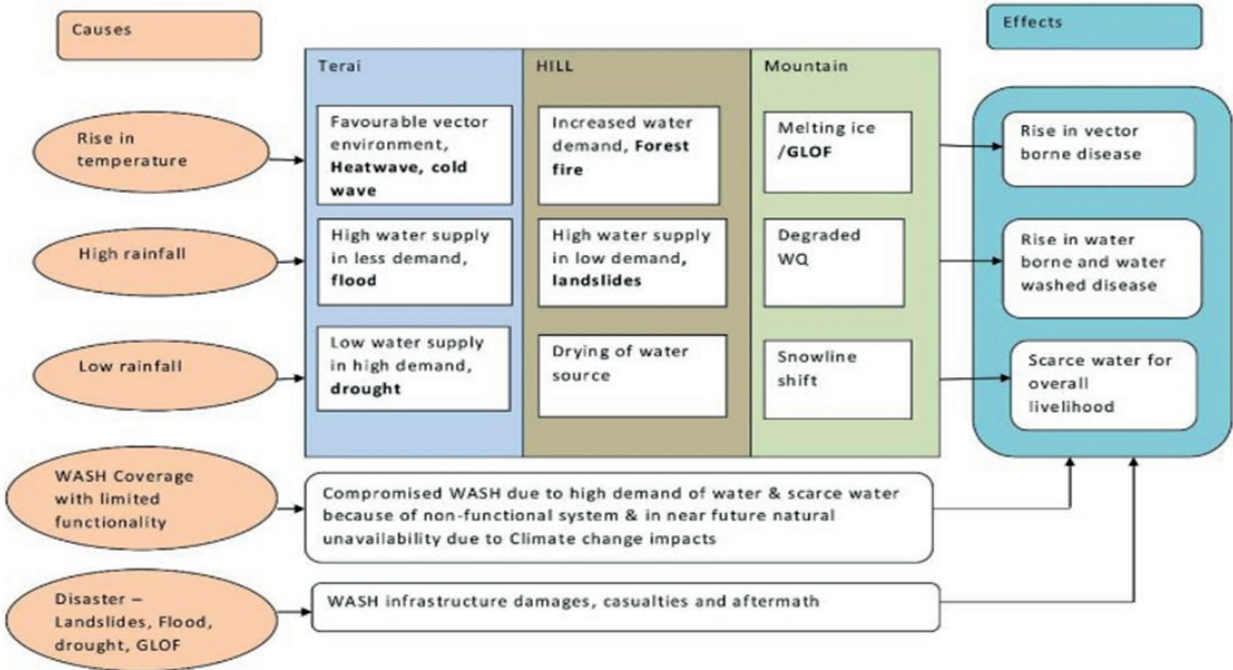 Causes
Effects
Terai
HILL
Mountain
Rise in
temperature
Favourable vector
environment,
Heatwave, cold
wave
Increased water
demand, Forest
fire
Melting ice
/GLOF
Rise in vector
borne disease
High rainfall
High water supply
in less demand,
flood
High water supply
in low demand,
landslides
Degraded
WQ
Rise in water
borne and water
washed disease
Low rainfall
Low water supply
in high demand,
drought
Drying of water
source
Snowline
shift
Scarce water for
overall
livelihood
WASH Coverage
with limited
functionality
Compromised WASH due to high demand of water & scarce water
because of non-functional system & in near future natural
unavailability due to Climate change impacts
Disaster –
Landslides, Flood,
drought, GLOF
WASH infrastructure damages, casualties and aftermath